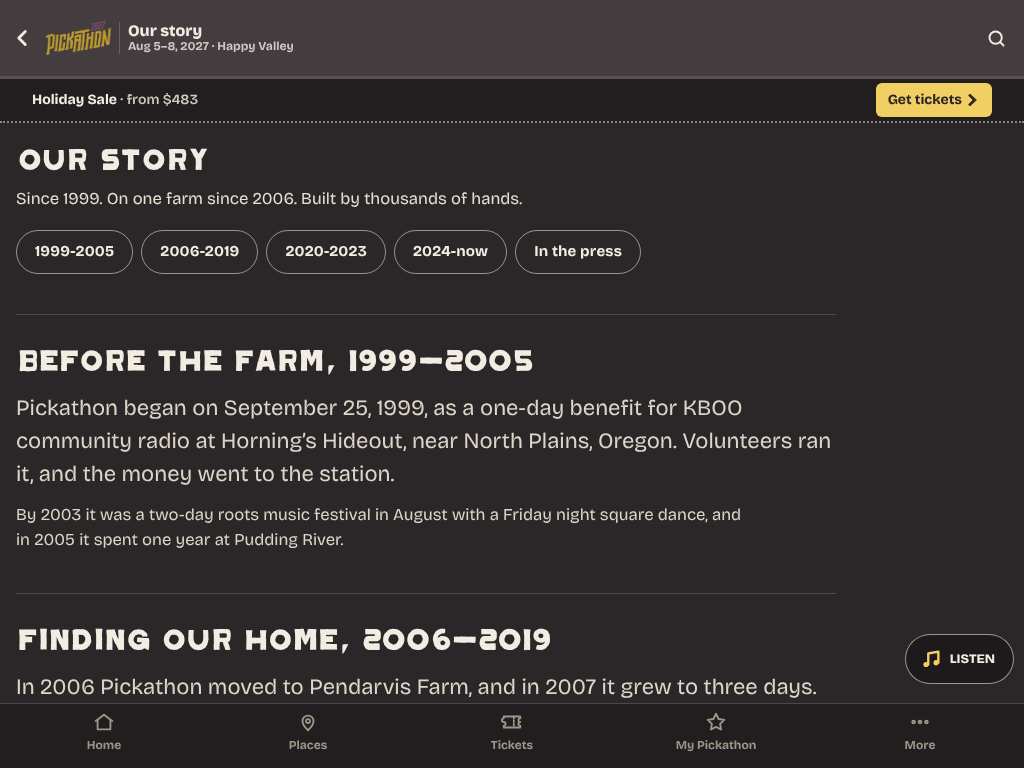 PICKATHON
Our story
Aug 5–8, 2027 · Happy Valley
Holiday Sale · from $483
Get tickets
OUR STORY
Since 1999. On one farm since 2006. Built by thousands of hands.
1999-2005
2006-2019
2020-2023
2024-now
In the press
BEFORE THE FARM, 1999—2005
Pickathon began on September 25, 1999, as a one-day benefit for KBOO
community radio at Horning's Hideout, near North Plains, Oregon. Volunteers ran
it, and the money went to the station.
By 2003 it was a two-day roots music festival in August with a Friday night square dance, and
in 2005 it spent one year at Pudding River.
FINDING OUR HOME, 2006—2019
In 2006 Pickathon moved to Pendarvis Farm, and in 2007 it grew to three days.
LISTEN
Home
Places
Tickets
My Pickathon
More